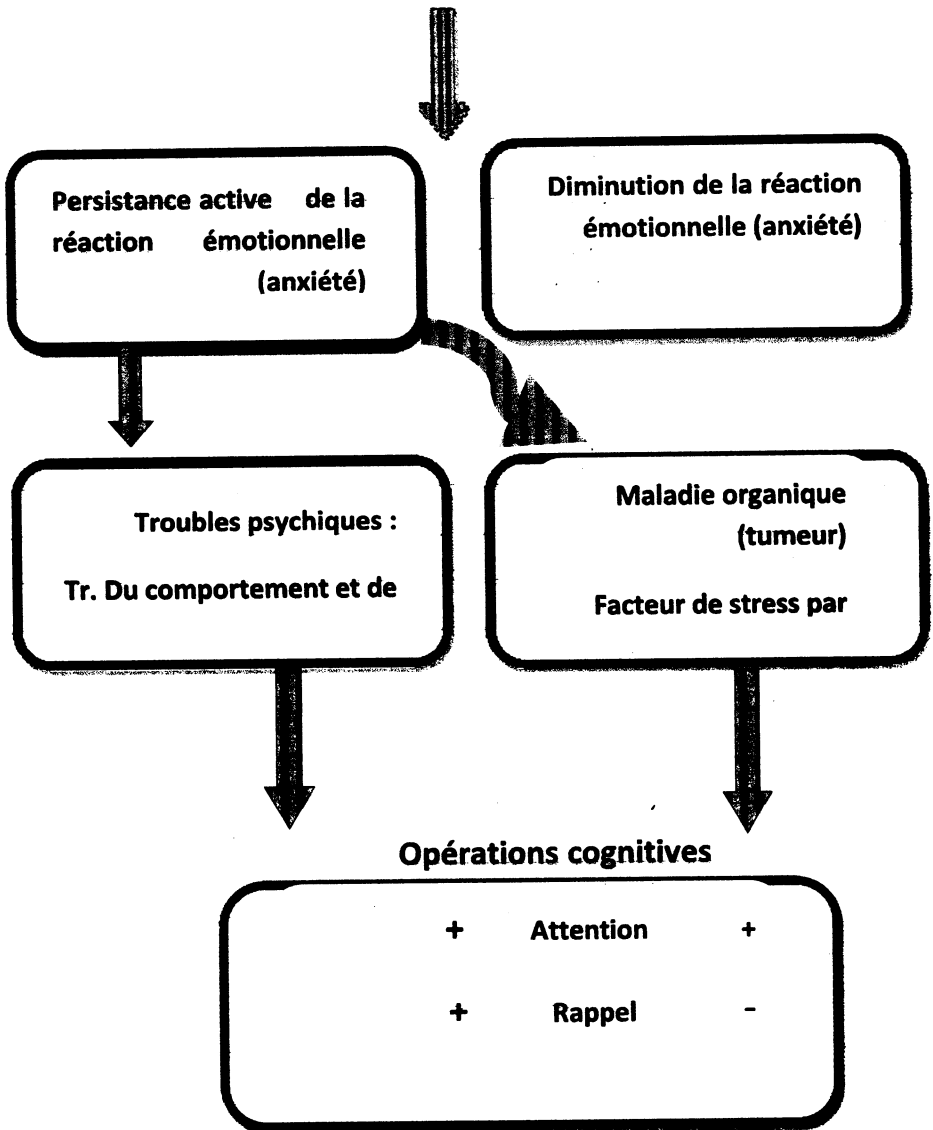 Persistance active de la
réaction émotionnelle
(anxiété)
Diminution de la réaction
émotionnelle (anxiété)
Troubles psychiques :
Tr. Du comportement et de
Maladie organique
(tumeur)
Facteur de stress par
Opérations cognitives
+ Attention +
+ Rappel -